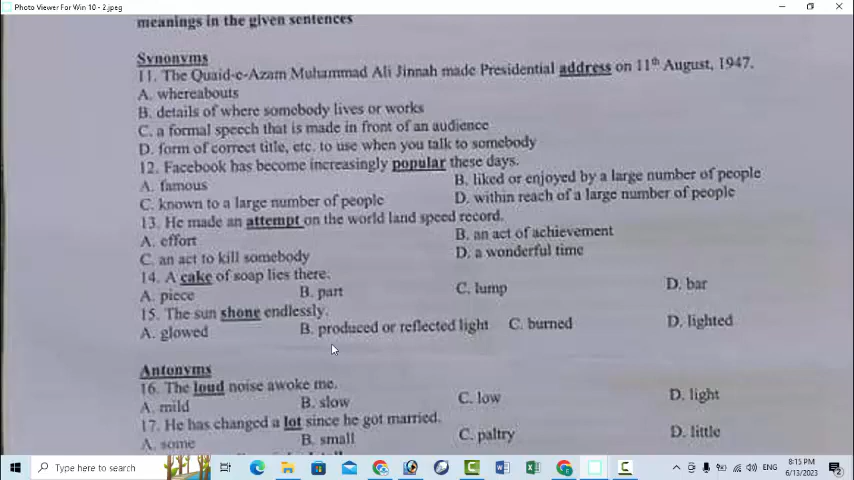 Photo Viewer For Win 10 - 2.jpeg
meanings in the given sentences
Synonyms
11. The Quaid-e-Azam Muhammad Ali Jinnah made Presidential address on 11th August, 1947.
A. whereabouts
B. details of where somebody lives or works
C. a formal speech that is made in front of an audience
D. form of correct title, etc. to use when you talk to somebody
12. Facebook has become increasingly popular these days.
A. famous B. liked or enjoyed by a large number of people
C. known to a large number of people D. within reach of a large number of people
13. He made an attempt on the world land speed record.
A. effort B. an act of achievement
C. an act to kill somebody D. a wonderful time
14. A cake of soap lies there.
A. piece B. part C. lump D. bar
15. The sun shone endlessly.
A. glowed B. produced or reflected light C. burned D. lighted
Antonyms
16. The loud noise awoke me.
A. mild B. slow C. low D. light
17. He has changed a lot since he got married.
A. some B. small C. paltry D. little
Type here to search
ENG
8:15 PM
6/13/2023